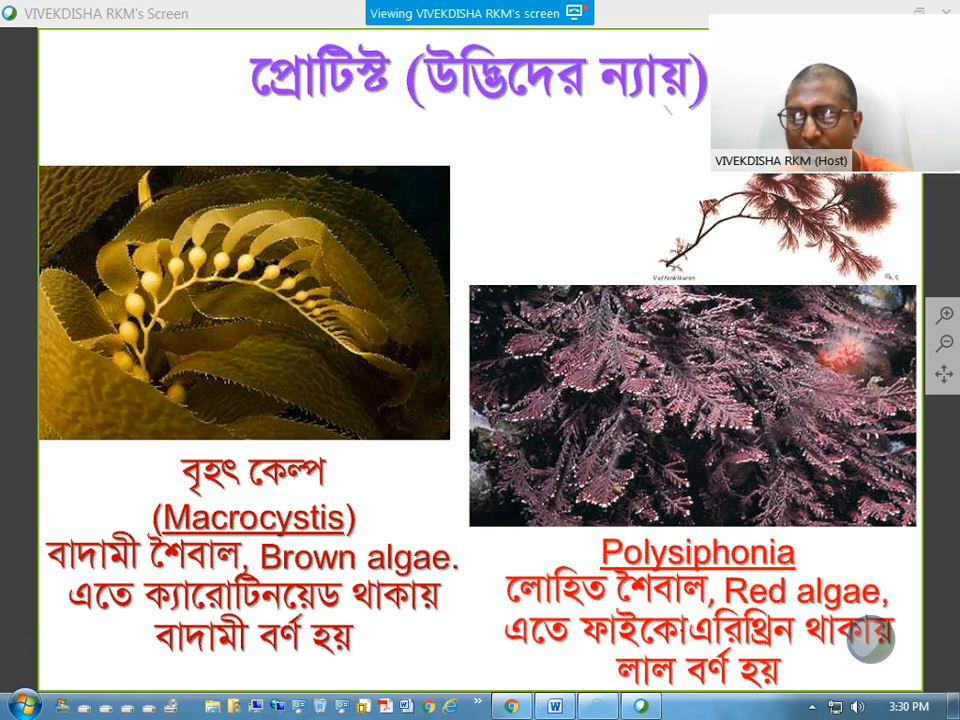 VIVEKDISHA RKM's Screen
Viewing VIVEKDISHA RKM's screen
প্রোটিস্ট (উদ্ভিদের ন্যায়)
VIVEKDISHA RKM (Host)
বৃহৎ কেল্প
(Macrocystis)
বাদামী শৈবাল, Brown algae.
এতে ক্যারোটিনয়েড থাকায়
বাদামী বর্ণ হয়
Polysiphonia
লোহিত শৈবাল, Red algae,
এতে ফাইকোএরিথ্রিন থাকায়
লাল বর্ণ হয়
3:30 PM